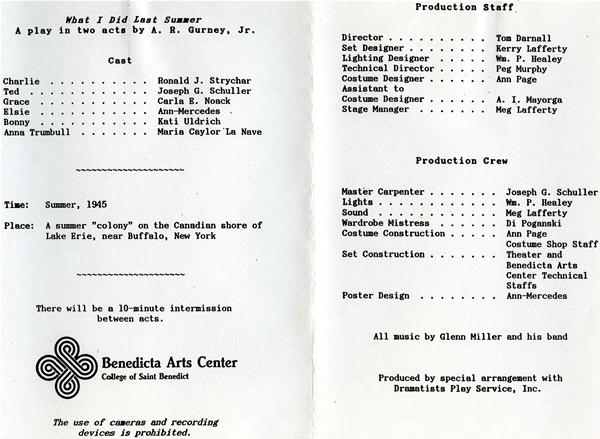 What I Did Last Summer
A play in two acts by A. R. Gurney, Jr.
Cast
Charlie . . . . . . . . . . Ronald J. Strychar
Ted . . . . . . . . . . . . Joseph G. Schuller
Grace . . . . . . . . . . . Carla E. Noack
Elsie . . . . . . . . . . . Ann-Mercedes
Bonny . . . . . . . . . . . Kati Uldrich
Anna Trumbull . . . . . . . Maria Caylor La Nave
~~~~~~~~~~~~~~~~~~~~
Time: Summer, 1945
Place: A summer "colony" on the Canadian shore of
Lake Erie, near Buffalo, New York
~~~~~~~~~~~~~~~~~~~~
There will be a 10-minute intermission
between acts.
Benedicta Arts Center
College of Saint Benedict
The use of cameras and recording
devices is prohibited.
Production Staff
Director . . . . . . . . . . Tom Darnall
Set Designer . . . . . . . . Kerry Lafferty
Lighting Designer . . . . . Wm. P. Healey
Technical Director . . . . . Peg Murphy
Costume Designer . . . . . . Ann Page
Assistant to
Costume Designer . . . . . . A. I. Mayorga
Stage Manager . . . . . . . Meg Lafferty
Production Crew
Master Carpenter . . . . . . . Joseph G. Schuller
Lights . . . . . . . . . . . . Wm. P. Healey
Sound . . . . . . . . . . . . Meg Lafferty
Wardrobe Mistress . . . . . . Di Poganski
Costume Construction . . . . . Ann Page
Costume Shop Staff
Set Construction . . . . . . . Theater and
Benedicta Arts
Center Technical
Staffs
Poster Design . . . . . . . . Ann-Mercedes
All music by Glenn Miller and his band
Produced by special arrangement with
Dramatists Play Service, Inc.